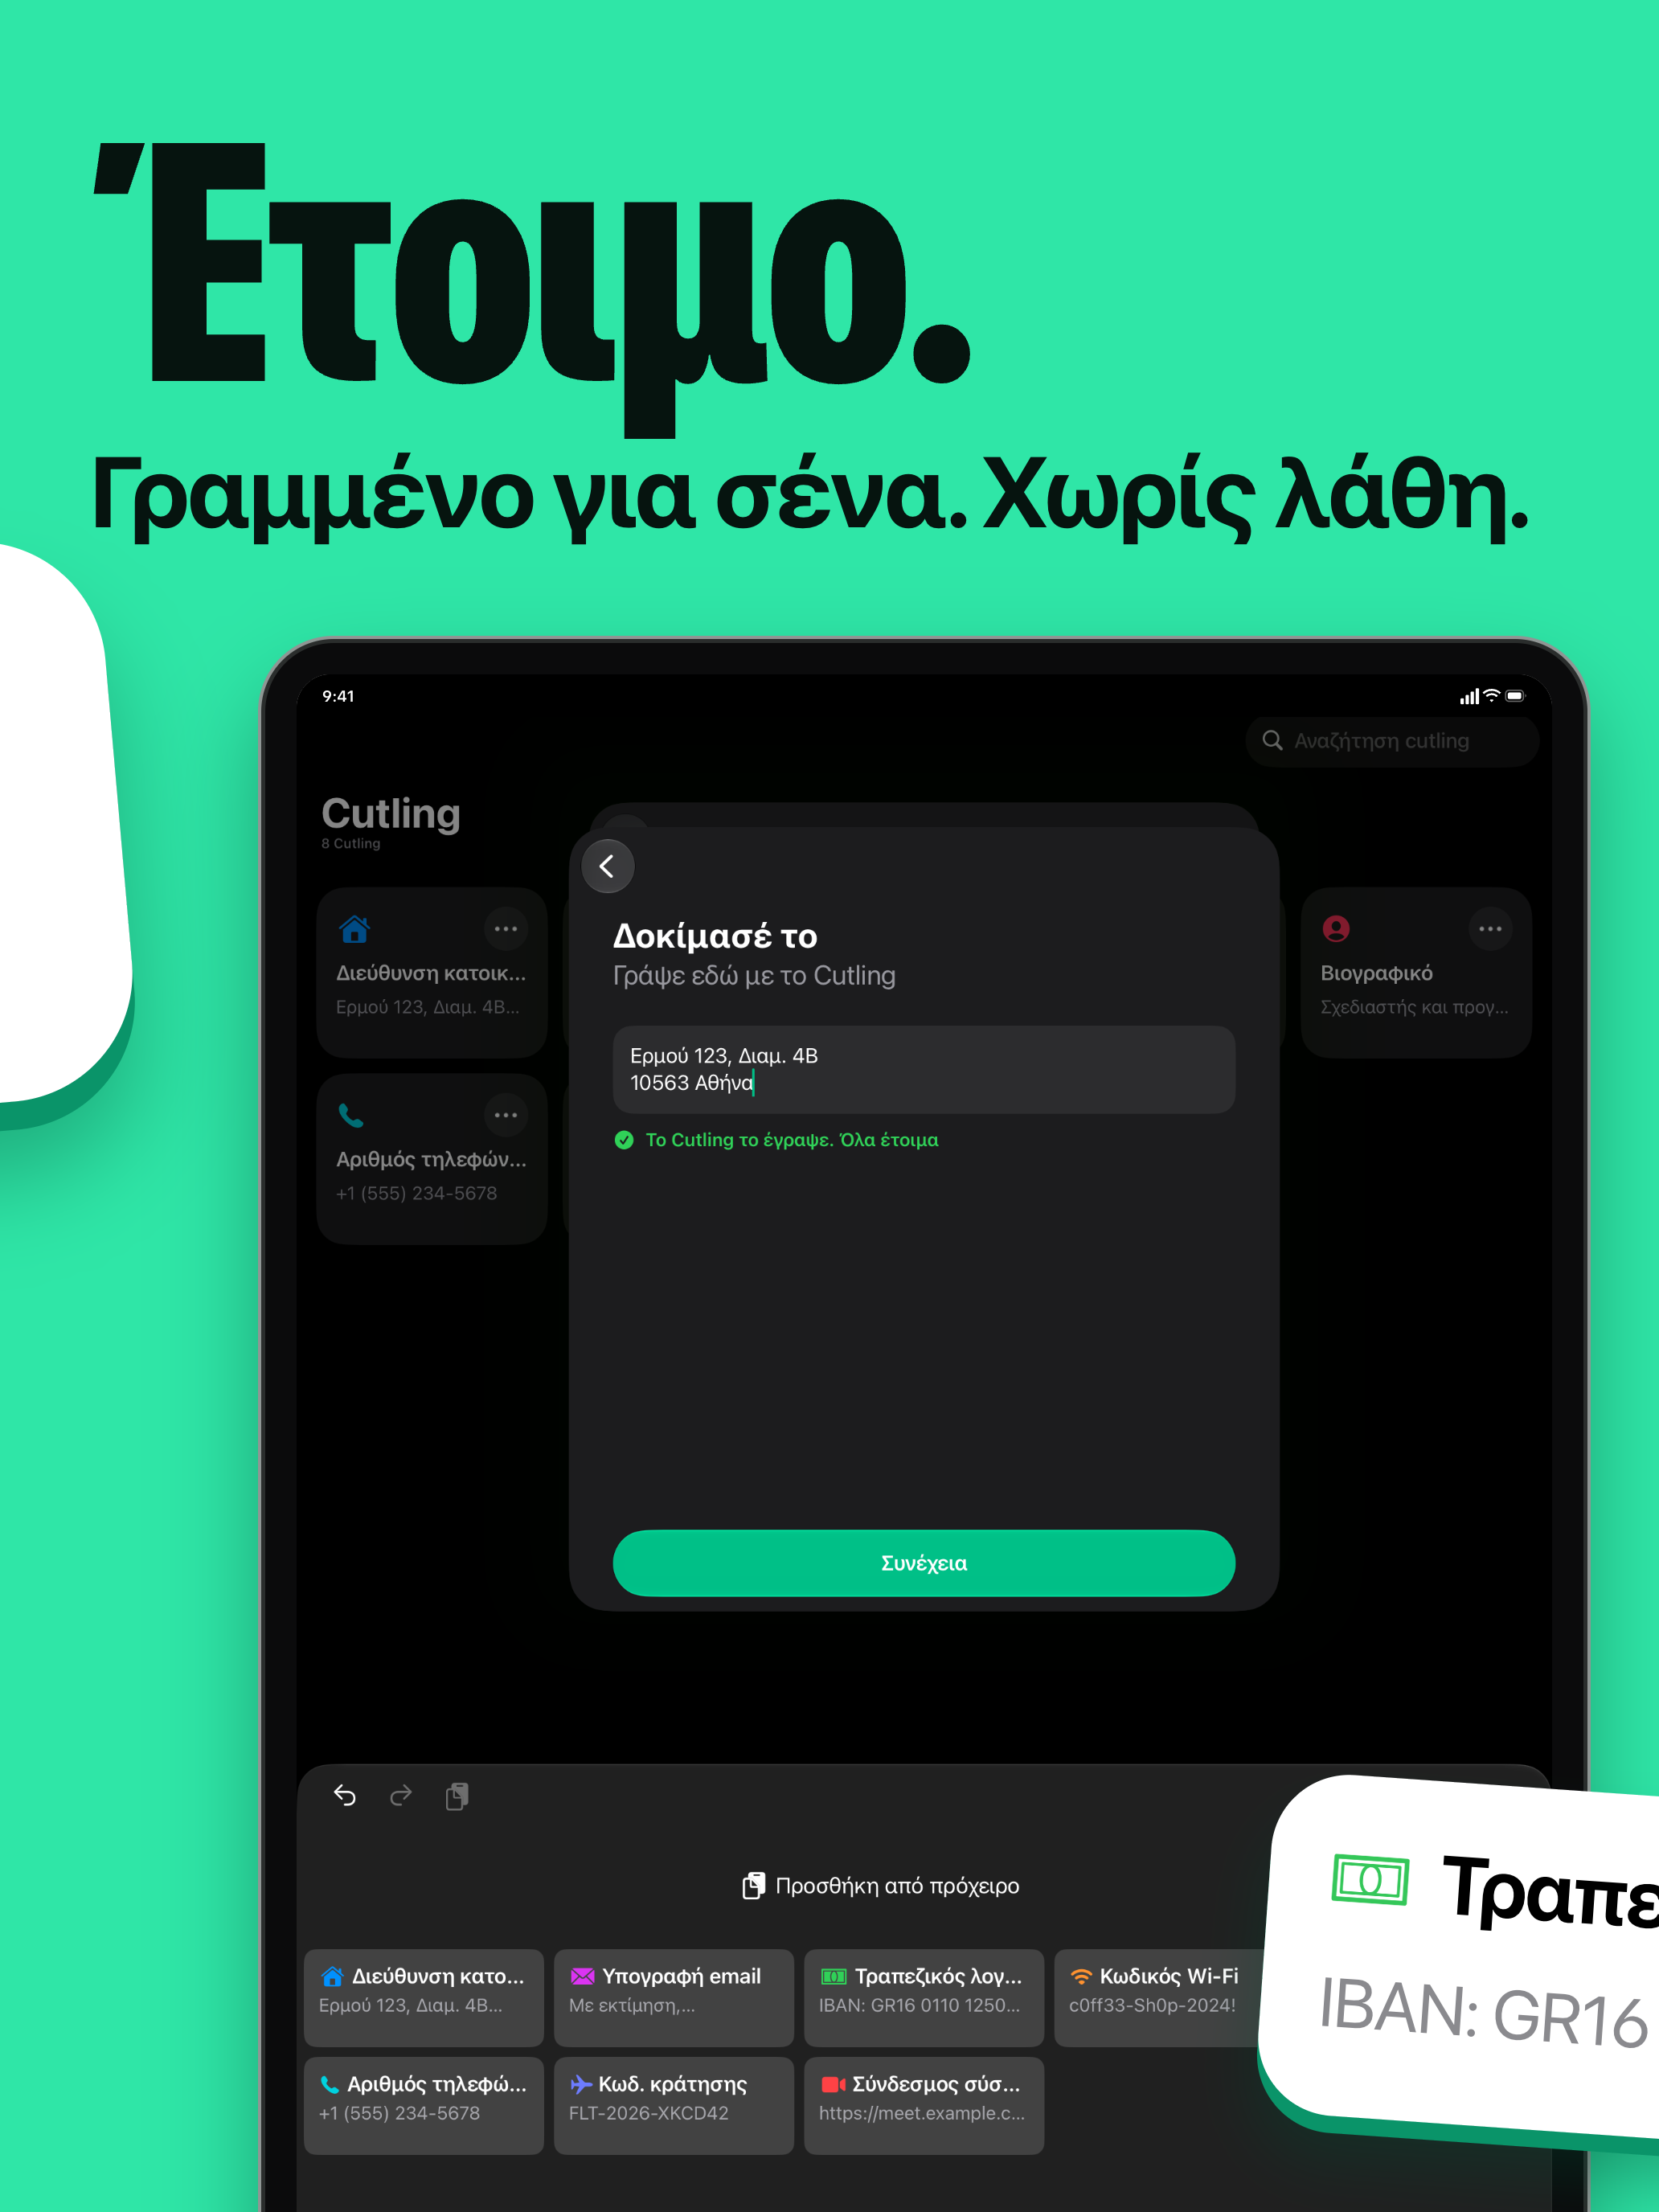 Έτοιμο.
Γραμμένο για σένα. Χωρίς λάθη.
9:41
Αναζήτηση cutling
Cutling
8 Cutling
Διεύθυνση κατοικ...
Ερμού 123, Διαμ. 4Β...
Βιογραφικό
Σχεδιαστής και προγ...
Αριθμός τηλεφών...
+1 (555) 234-5678
Δοκίμασέ το
Γράψε εδώ με το Cutling
Ερμού 123, Διαμ. 4Β
10563 Αθήνα
Το Cutling το έγραψε. Όλα έτοιμα
Συνέχεια
Προσθήκη από πρόχειρο
Διεύθυνση κατο...
Ερμού 123, Διαμ. 4Β...
Υπογραφή email
Με εκτίμηση,...
Τραπεζικός λογ...
IBAN: GR16 0110 1250...
Κωδικός Wi-Fi
c0ff33-Sh0p-2024!
Αριθμός τηλεφώ...
+1 (555) 234-5678
Κωδ. κράτησης
FLT-2026-XKCD42
Σύνδεσμος σύσ...
https://meet.example.c...
Τραπε
IBAN: GR16